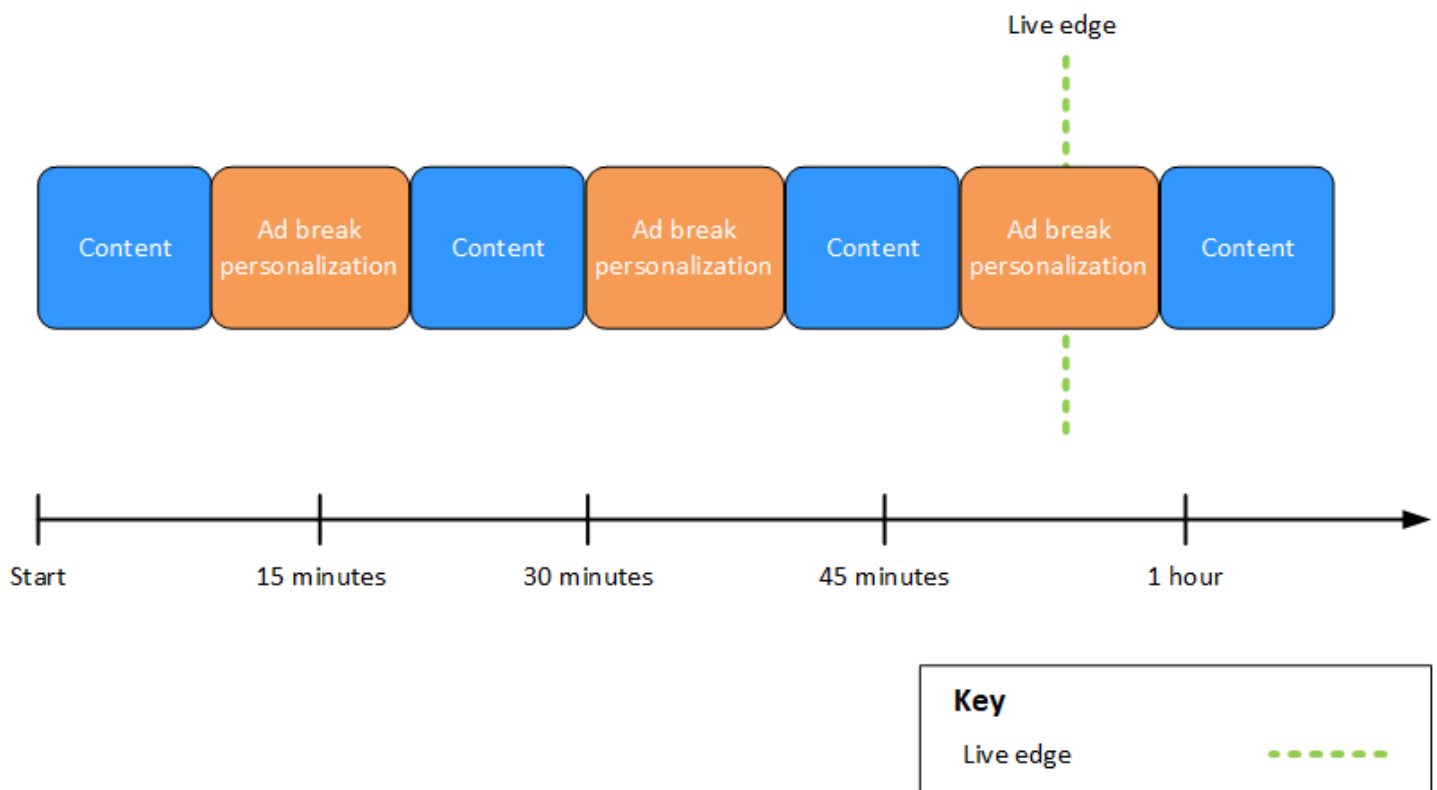 Live edge
Content
Ad break
personalization
Content
Ad break
personalization
Content
Ad break
personalization
Content
Start
15 minutes
30 minutes
45 minutes
1 hour
Key
Live edge